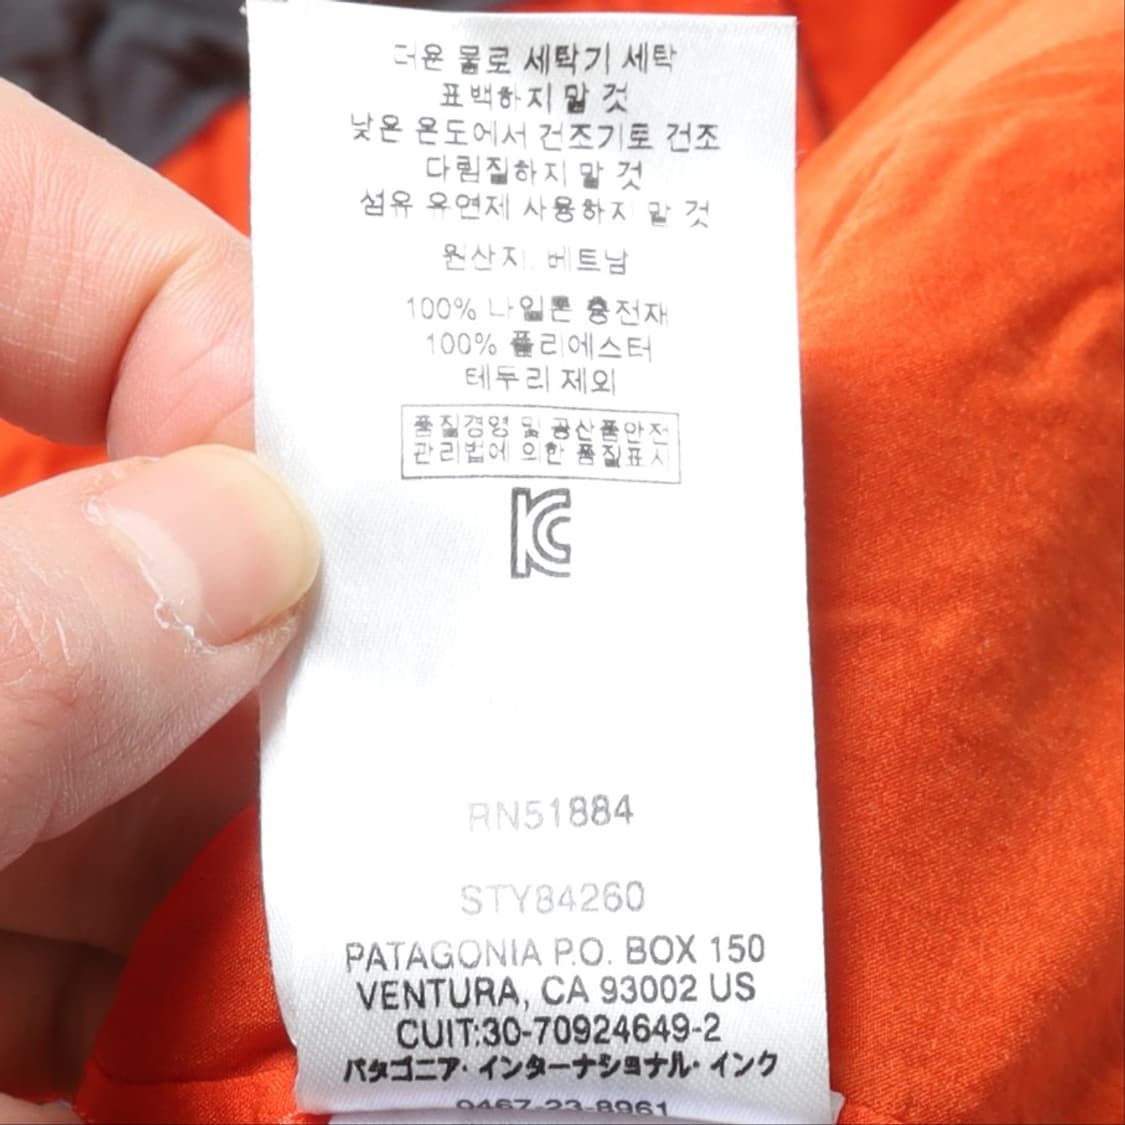 더운 물로 세탁기 세탁
표백하지 말 것
낮은 온도에서 건조기로 건조
다림질하지 말 것
섬유 유연제 사용하지 말 것
원산지: 베트남
100% 나일론 충전재
100% 폴리에스터
테두리 제외
품질경영 및 공산품안전
관리법에 의한 품질표시
KC
RN51884
STY84260
PATAGONIA P.O. BOX 150
VENTURA, CA 93002 US
CUIT:30-70924649-2
パタゴニア・インターナショナル・インク
0467-23-8961